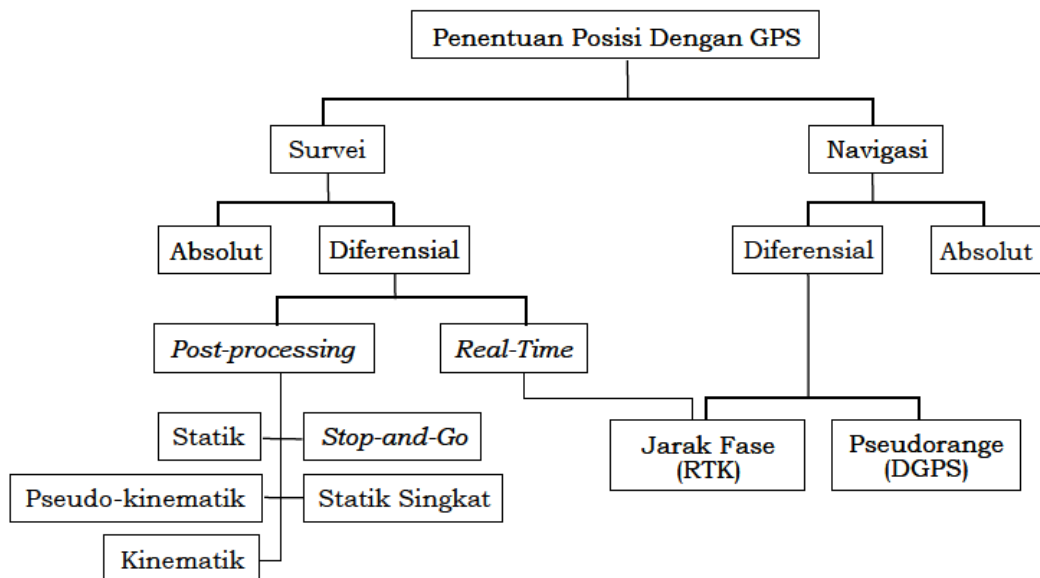 Penentuan Posisi Dengan GPS
Survei
Navigasi
Absolut
Diferensial
Diferensial
Absolut
Post-processing
Real-Time
Statik
Stop-and-Go
Jarak Fase
(RTK)
Pseudorange
(DGPS)
Pseudo-kinematik
Statik Singkat
Kinematik